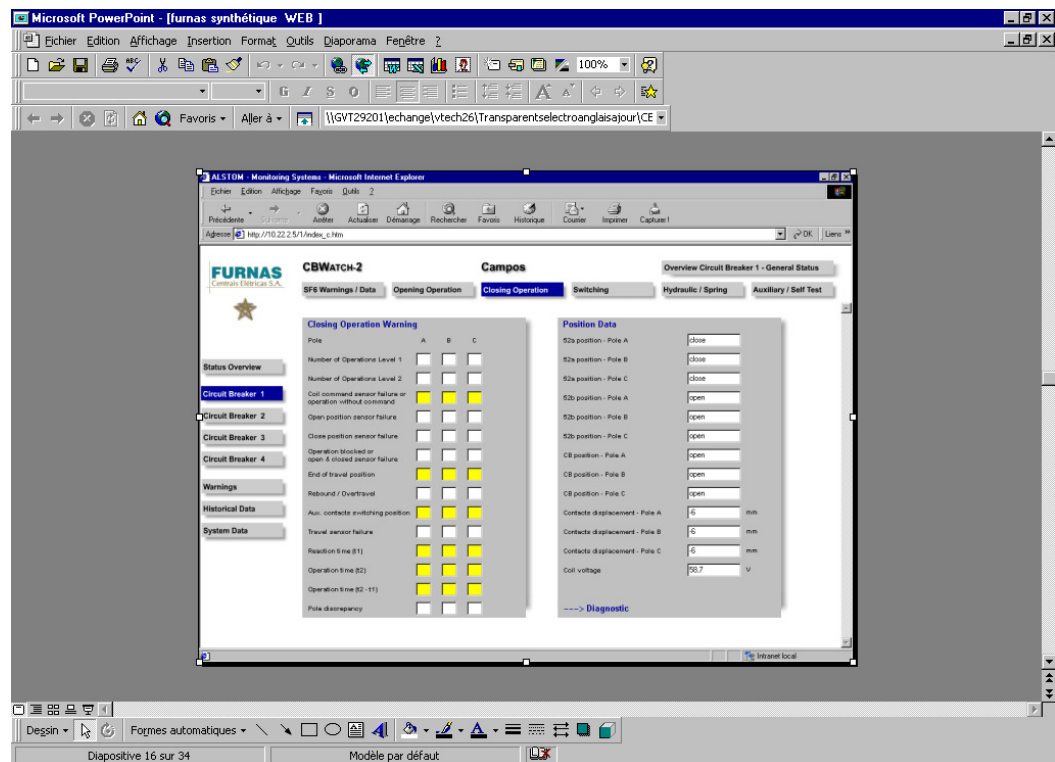 Microsoft PowerPoint - [furnas synthétique WEB ]
Fichier Edition Affichage Insertion Format Outils Diaporama Fenêtre ?
100%
G I S O
Favoris Aller à \\GVT29201\echange\vtech26\Transparentselectroanglaisajour\CE
ALSTOM - Monitoring Systems - Microsoft Internet Explorer
Fichier Edition Affichage Favoris Outils ?
Précédente Suivante Arrêter Actualiser Démarrage Rechercher Favoris Historique Courrier Imprimer Capturer !
Adresse http://10.22.2.5/1/index_c.htm OK Liens »
FURNAS
Centrais Elétricas S.A.
CBWATCH-2 Campos Overview Circuit Breaker 1 - General Status
SF6 Warnings / Data Opening Operation Closing Operation Switching Hydraulic / Spring Auxiliary / Self Test
Status Overview
Circuit Breaker 1
Circuit Breaker 2
Circuit Breaker 3
Circuit Breaker 4
Warnings
Historical Data
System Data
Closing Operation Warning
Pole A B C
Number of Operations Level 1
Number of Operations Level 2
Coil command sensor failure or
operation without command
Open position sensor failure
Close position sensor failure
Operation blocked or
open & closed sensor failure
End of travel position
Rebound / Overtravel
Aux. contacts switching position
Travel sensor failure
Reaction time (t1)
Operation time (t2)
Operation time (t2 -t1)
Pole discrepancy
Position Data
52a position - Pole A close
52a position - Pole B close
52a position - Pole C close
52b position - Pole A open
52b position - Pole B open
52b position - Pole C open
CB position - Pole A open
CB position - Pole B open
CB position - Pole C open
Contacts displacement - Pole A -6 mm
Contacts displacement - Pole B -6 mm
Contacts displacement - Pole C -6 mm
Coil voltage 58,7 V
---> Diagnostic
Intranet local
Dessin Formes automatiques
Diapositive 16 sur 34 Modèle par défaut